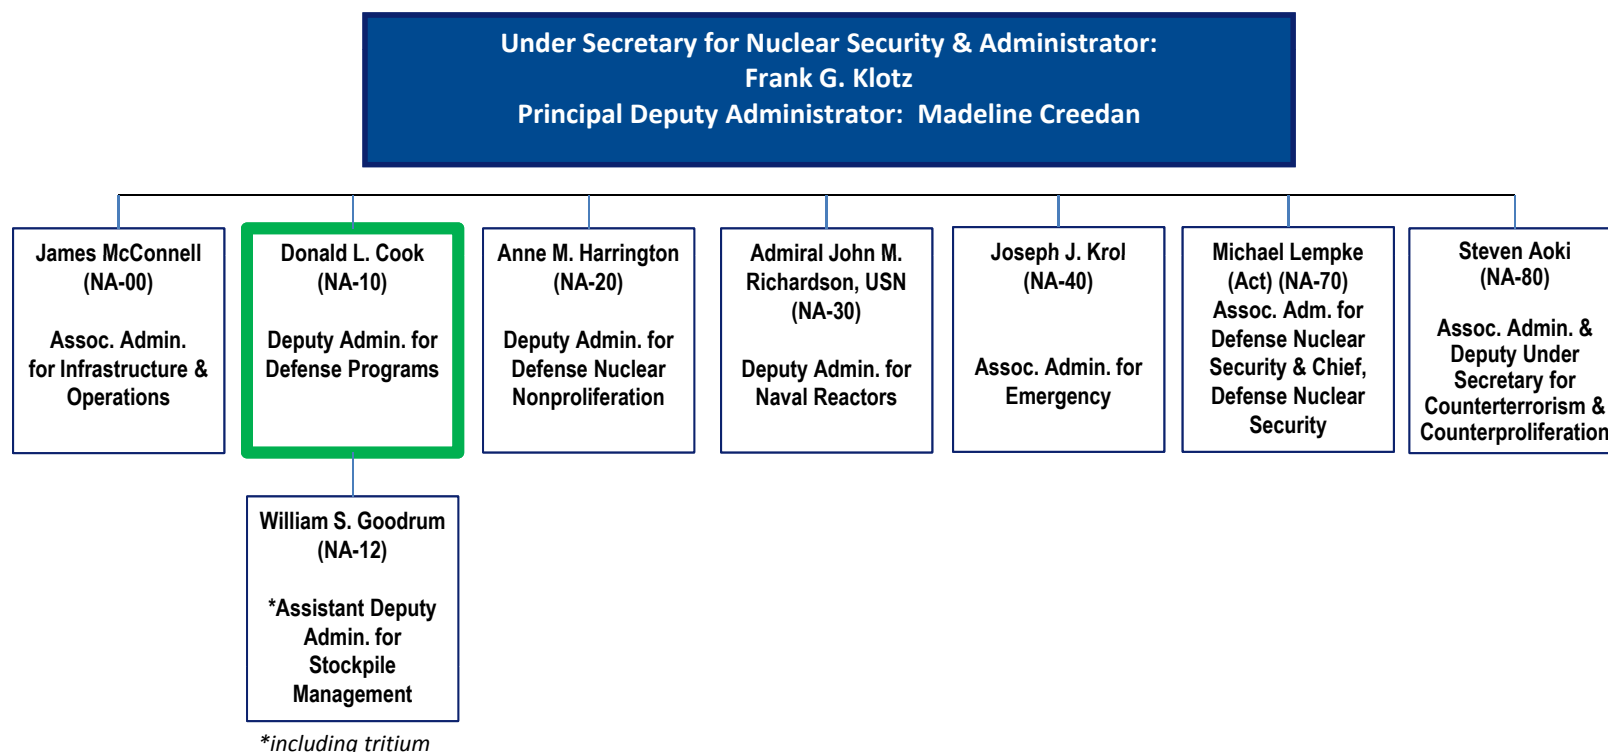 Under Secretary for Nuclear Security & Administrator:
Frank G. Klotz
Principal Deputy Administrator:  Madeline Creedan
James McConnell
(NA-00)
Assoc. Admin.
for Infrastructure &
Operations
Donald L. Cook
(NA-10)
Deputy Admin. for
Defense Programs
Anne M. Harrington
(NA-20)
Deputy Admin. for
Defense Nuclear
Nonproliferation
Admiral John M.
Richardson, USN
(NA-30)
Deputy Admin. for
Naval Reactors
Joseph J. Krol
(NA-40)
Assoc. Admin. for
Emergency
Michael Lempke
(Act) (NA-70)
Assoc. Adm. for
Defense Nuclear
Security & Chief,
Defense Nuclear
Security
Steven Aoki
(NA-80)
Assoc. Admin. &
Deputy Under
Secretary for
Counterterrorism &
Counterproliferation
William S. Goodrum
(NA-12)
*Assistant Deputy
Admin. for
Stockpile
Management
*including tritium